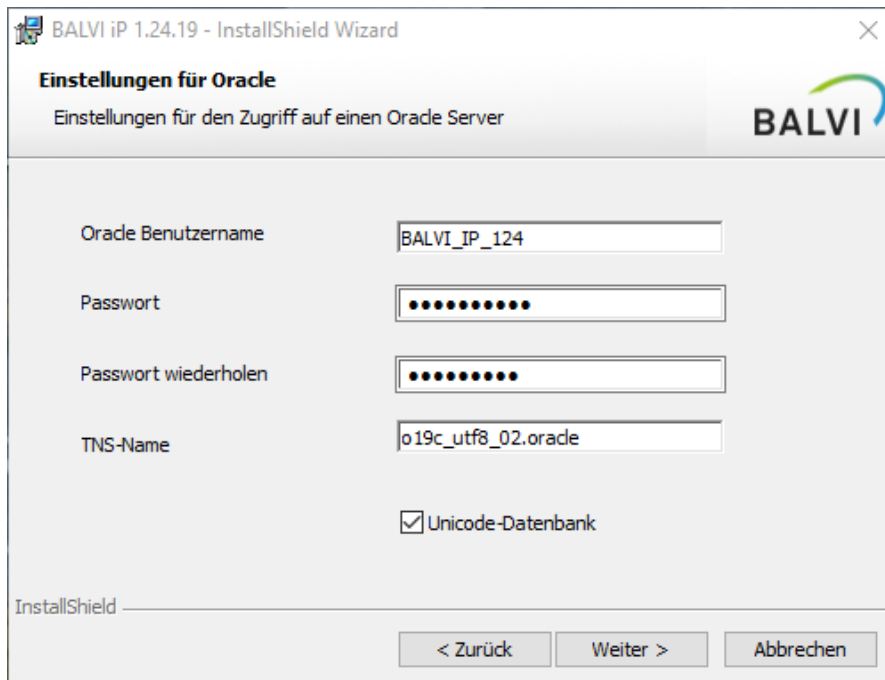 BALVI iP 1.24.19 - InstallShield Wizard
Einstellungen für Oracle
Einstellungen für den Zugriff auf einen Oracle Server
BALVI
Oracle Benutzername
BALVI_IP_124
Passwort
●●●●●●●●●●
Passwort wiederholen
●●●●●●●●●
TNS-Name
o19c_utf8_02.oracle
Unicode-Datenbank
InstallShield
< Zurück
Weiter >
Abbrechen